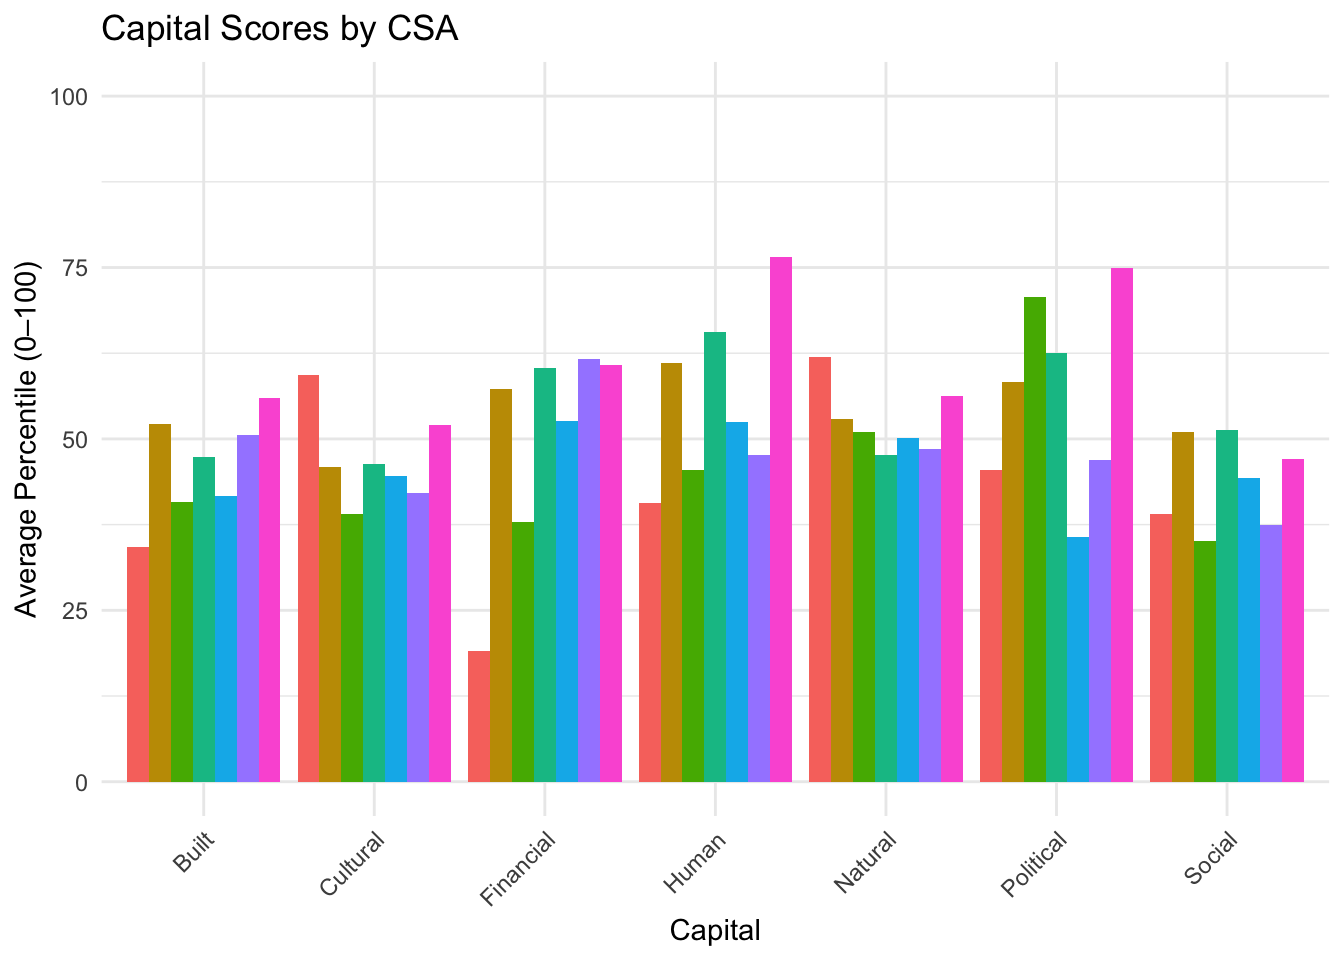 Capital Scores by CSA
Average Percentile (0–100)
100
75
50
25
0
Built
Cultural
Financial
Human
Natural
Political
Social
Capital